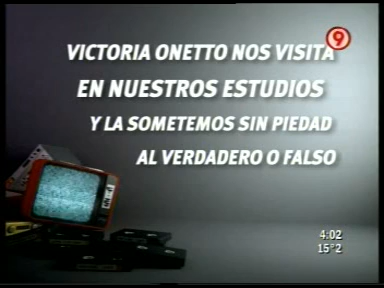 VICTORIA ONETTO NOS VISITA
9
EN NUESTROS ESTUDIOS
Y LA SOMETEMOS SIN PIEDAD
AL VERDADERO O FALSO
4:02
15°2